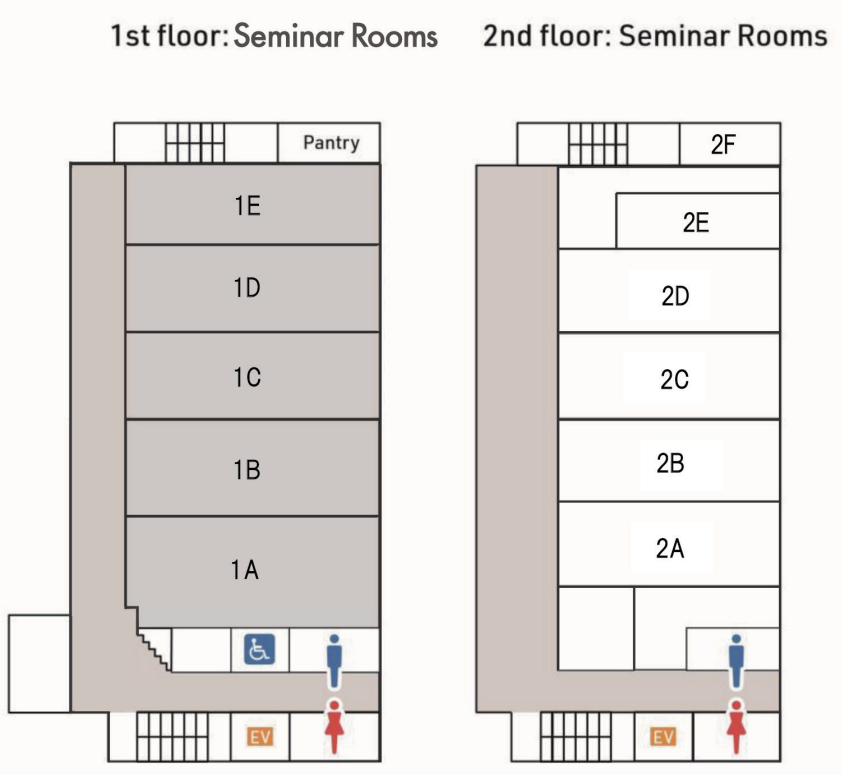 1st floor: Seminar Rooms
2nd floor: Seminar Rooms
Pantry
1E
1D
1C
1B
1A
EV
2F
2E
2D
2C
2B
2A
EV